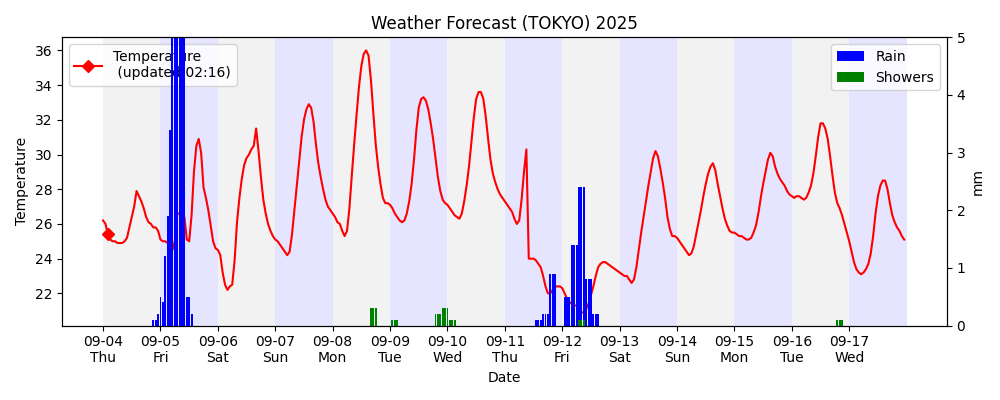 Weather Forecast (TOKYO) 2025
Temperature
(updated 02:16)
Rain
Showers
Temperature
36
34
32
30
28
26
24
22
5
4
3
2
1
0
mm
09-04 09-05 09-06 09-07 09-08 09-09 09-10 09-11 09-12 09-13 09-14 09-15 09-16 09-17
Thu Fri Sat Sun Mon Tue Wed Thu Fri Sat Sun Mon Tue Wed
Date